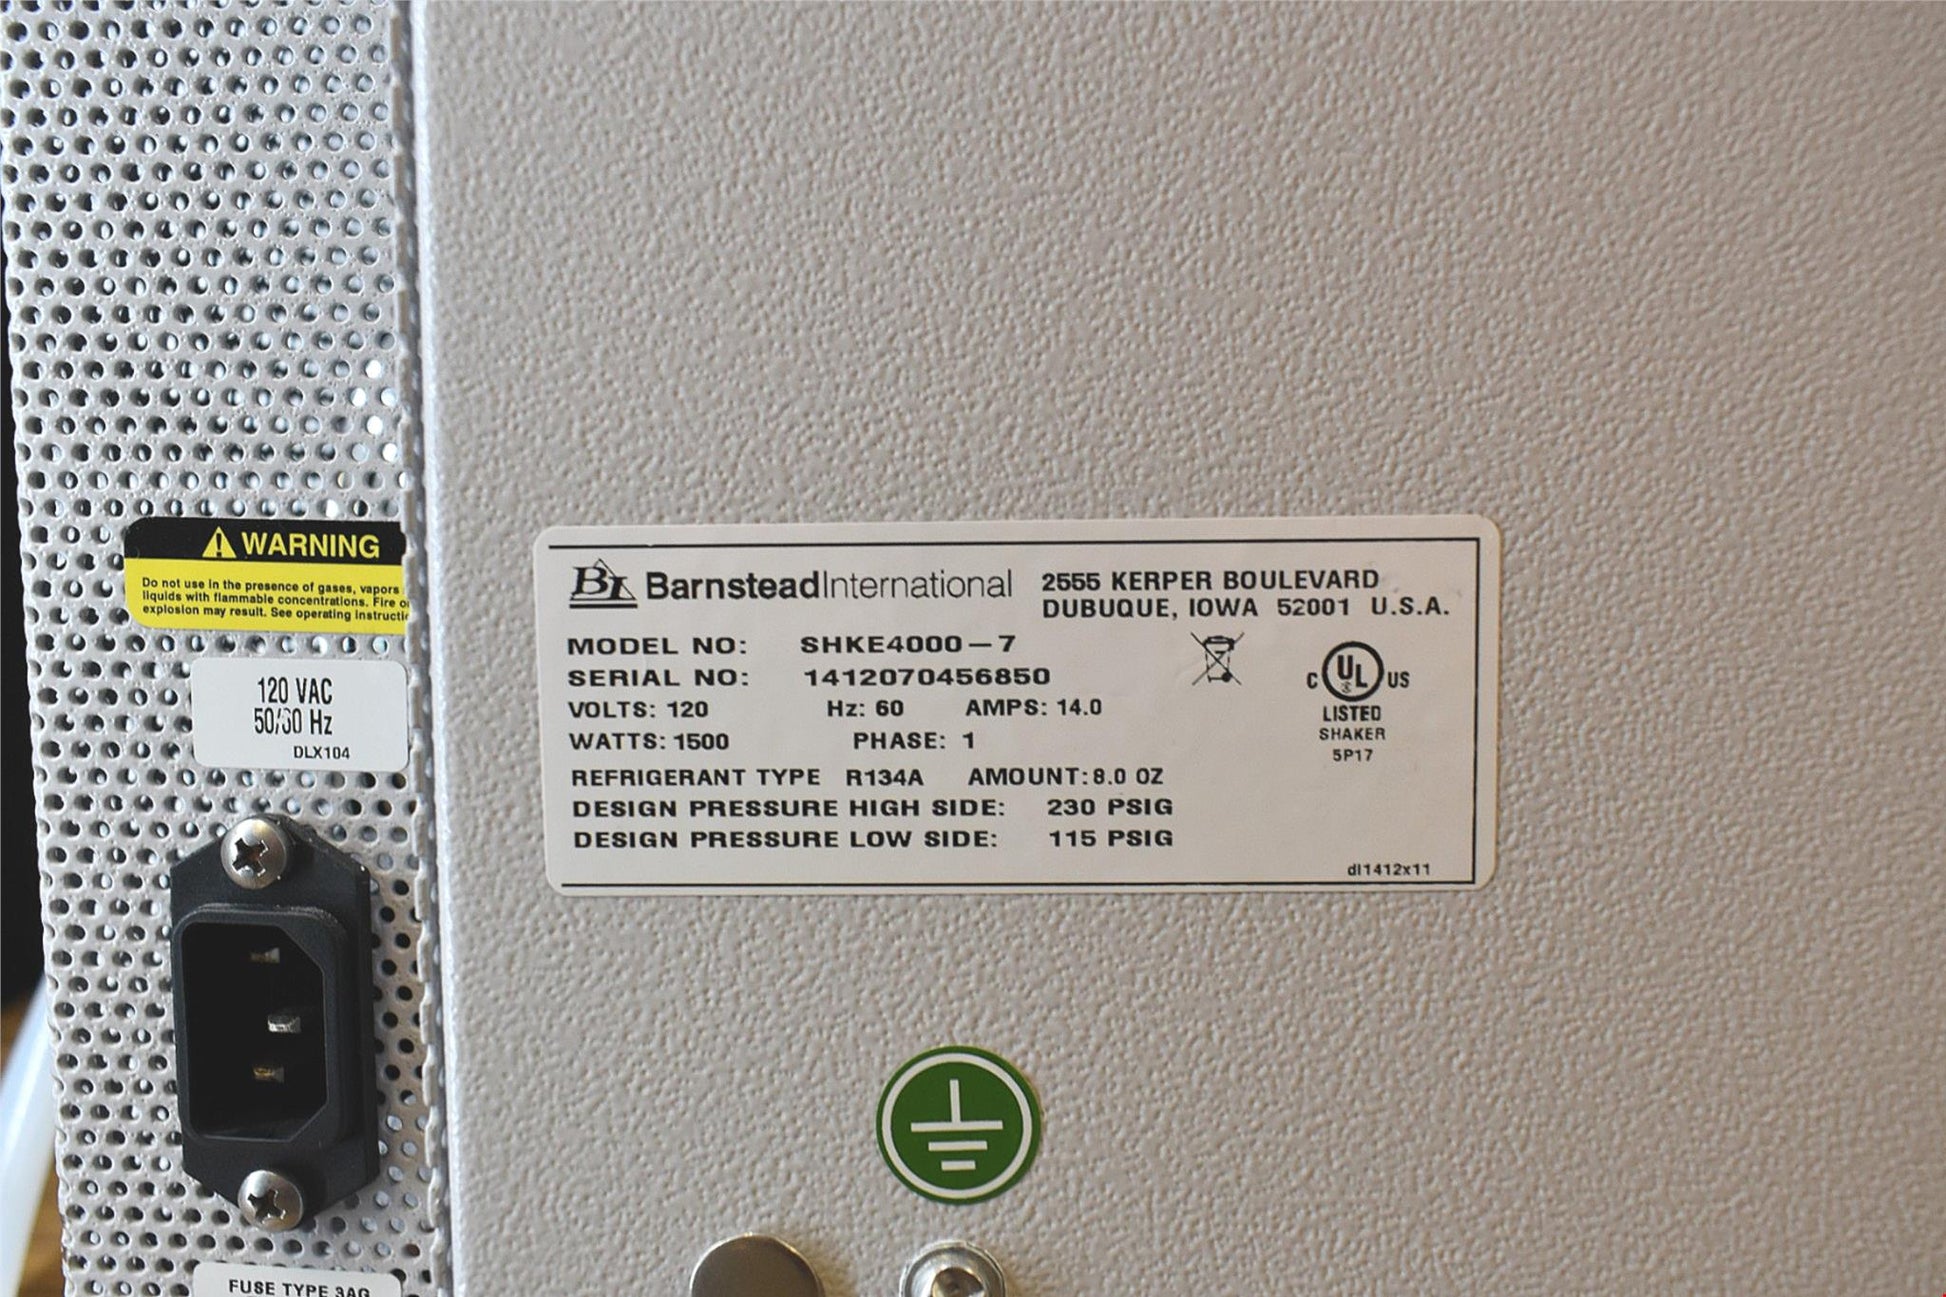 WARNING
Do not use in the presence of gases, vapors
liquids with flammable concentrations. Fire or
explosion may result. See operating
120 VAC
50/60 Hz
DLX104
FUSE TYPE 3AG
BI BarnsteadInternational
2555 KERPER BOULEVARD
DUBUQUE, IOWA 52001 U.S.A.
MODEL NO: SHKE4000-7
SERIAL NO: 1412070456850
VOLTS: 120 Hz: 60 AMPS: 14.0
WATTS: 1500 PHASE: 1
REFRIGERANT TYPE R134A AMOUNT: 8.0 OZ
DESIGN PRESSURE HIGH SIDE: 230 PSIG
DESIGN PRESSURE LOW SIDE: 115 PSIG
C UL US
LISTED
SHAKER
5P17
dl1412x11